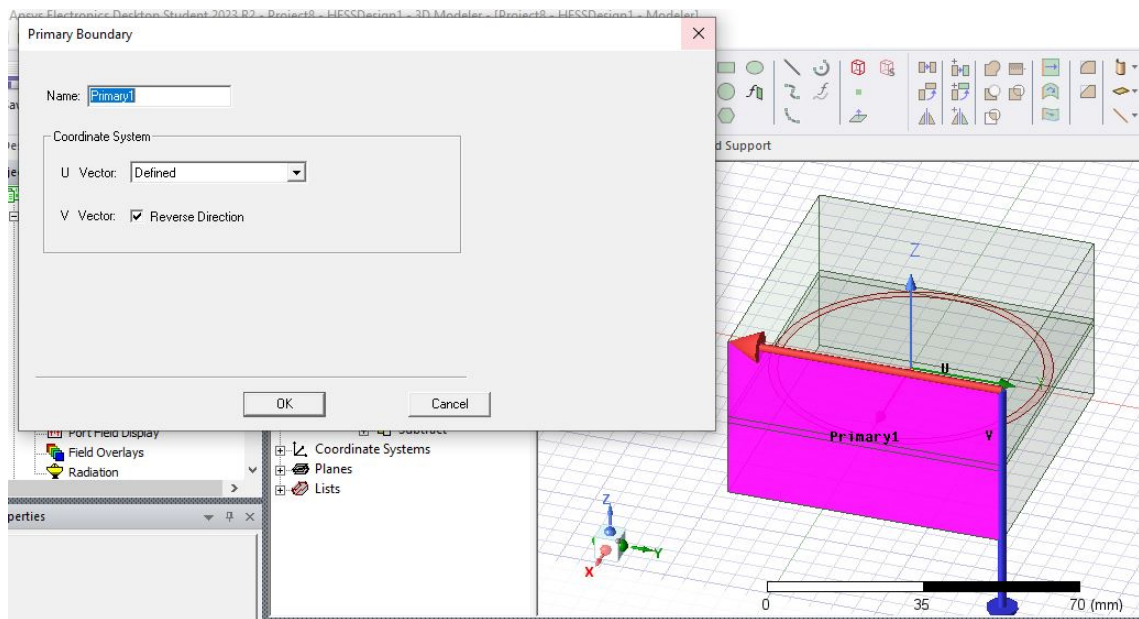 Ansys Electronics Desktop Student 2023 R2 - Project8 - HFSSDesign1 - 3D Modeler - [Project8 - HFSSDesign1 - Modeler]
Primary Boundary
Name: Primary1
Coordinate System
U Vector: Defined
V Vector: Reverse Direction
OK
Cancel
d Support
Z
U
Primary1
V
Port Field Display
Field Overlays
Radiation
Subtract
Coordinate Systems
Planes
Lists
perties
Z
Y
X
0
35
70 (mm)